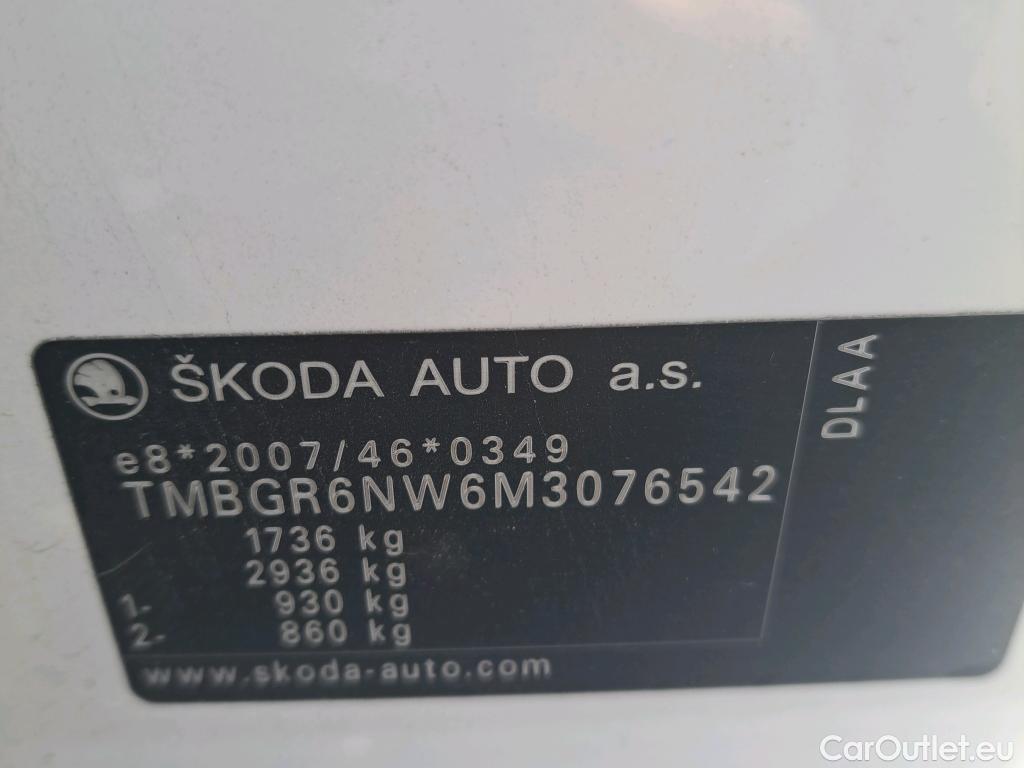 ŠKODA AUTO a.s.
DLAA
e8*2007/46*0349
TMBGR6NW6M3076542
1736 kg
2936 kg
1- 930 kg
2- 860 kg
www.skoda-auto.com
CarOutlet.eu